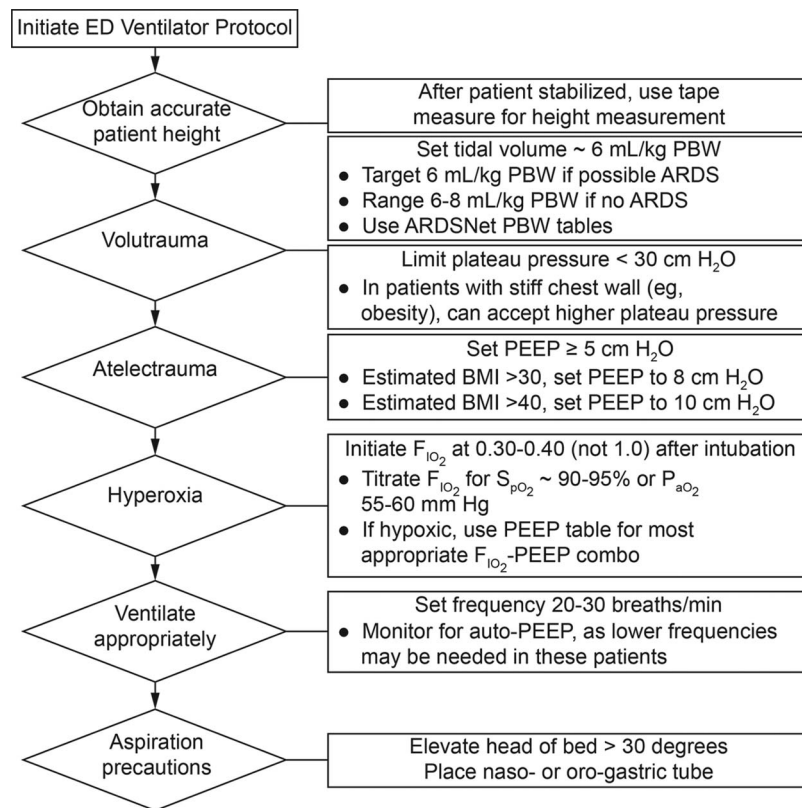 Initiate ED Ventilator Protocol
Obtain accurate
patient height
After patient stabilized, use tape
measure for height measurement
Volutrauma
Set tidal volume ~ 6 mL/kg PBW
● Target 6 mL/kg PBW if possible ARDS
● Range 6-8 mL/kg PBW if no ARDS
● Use ARDSNet PBW tables
Limit plateau pressure < 30 cm H₂O
● In patients with stiff chest wall (eg,
obesity), can accept higher plateau pressure
Atelectrauma
Set PEEP ≥ 5 cm H₂O
● Estimated BMI >30, set PEEP to 8 cm H₂O
● Estimated BMI >40, set PEEP to 10 cm H₂O
Hyperoxia
Initiate FIO₂ at 0.30-0.40 (not 1.0) after intubation
● Titrate FIO₂ for SpO₂ ~ 90-95% or PaO₂
55-60 mm Hg
● If hypoxic, use PEEP table for most
appropriate FIO₂-PEEP combo
Ventilate
appropriately
Set frequency 20-30 breaths/min
● Monitor for auto-PEEP, as lower frequencies
may be needed in these patients
Aspiration
precautions
Elevate head of bed > 30 degrees
Place naso- or oro-gastric tube